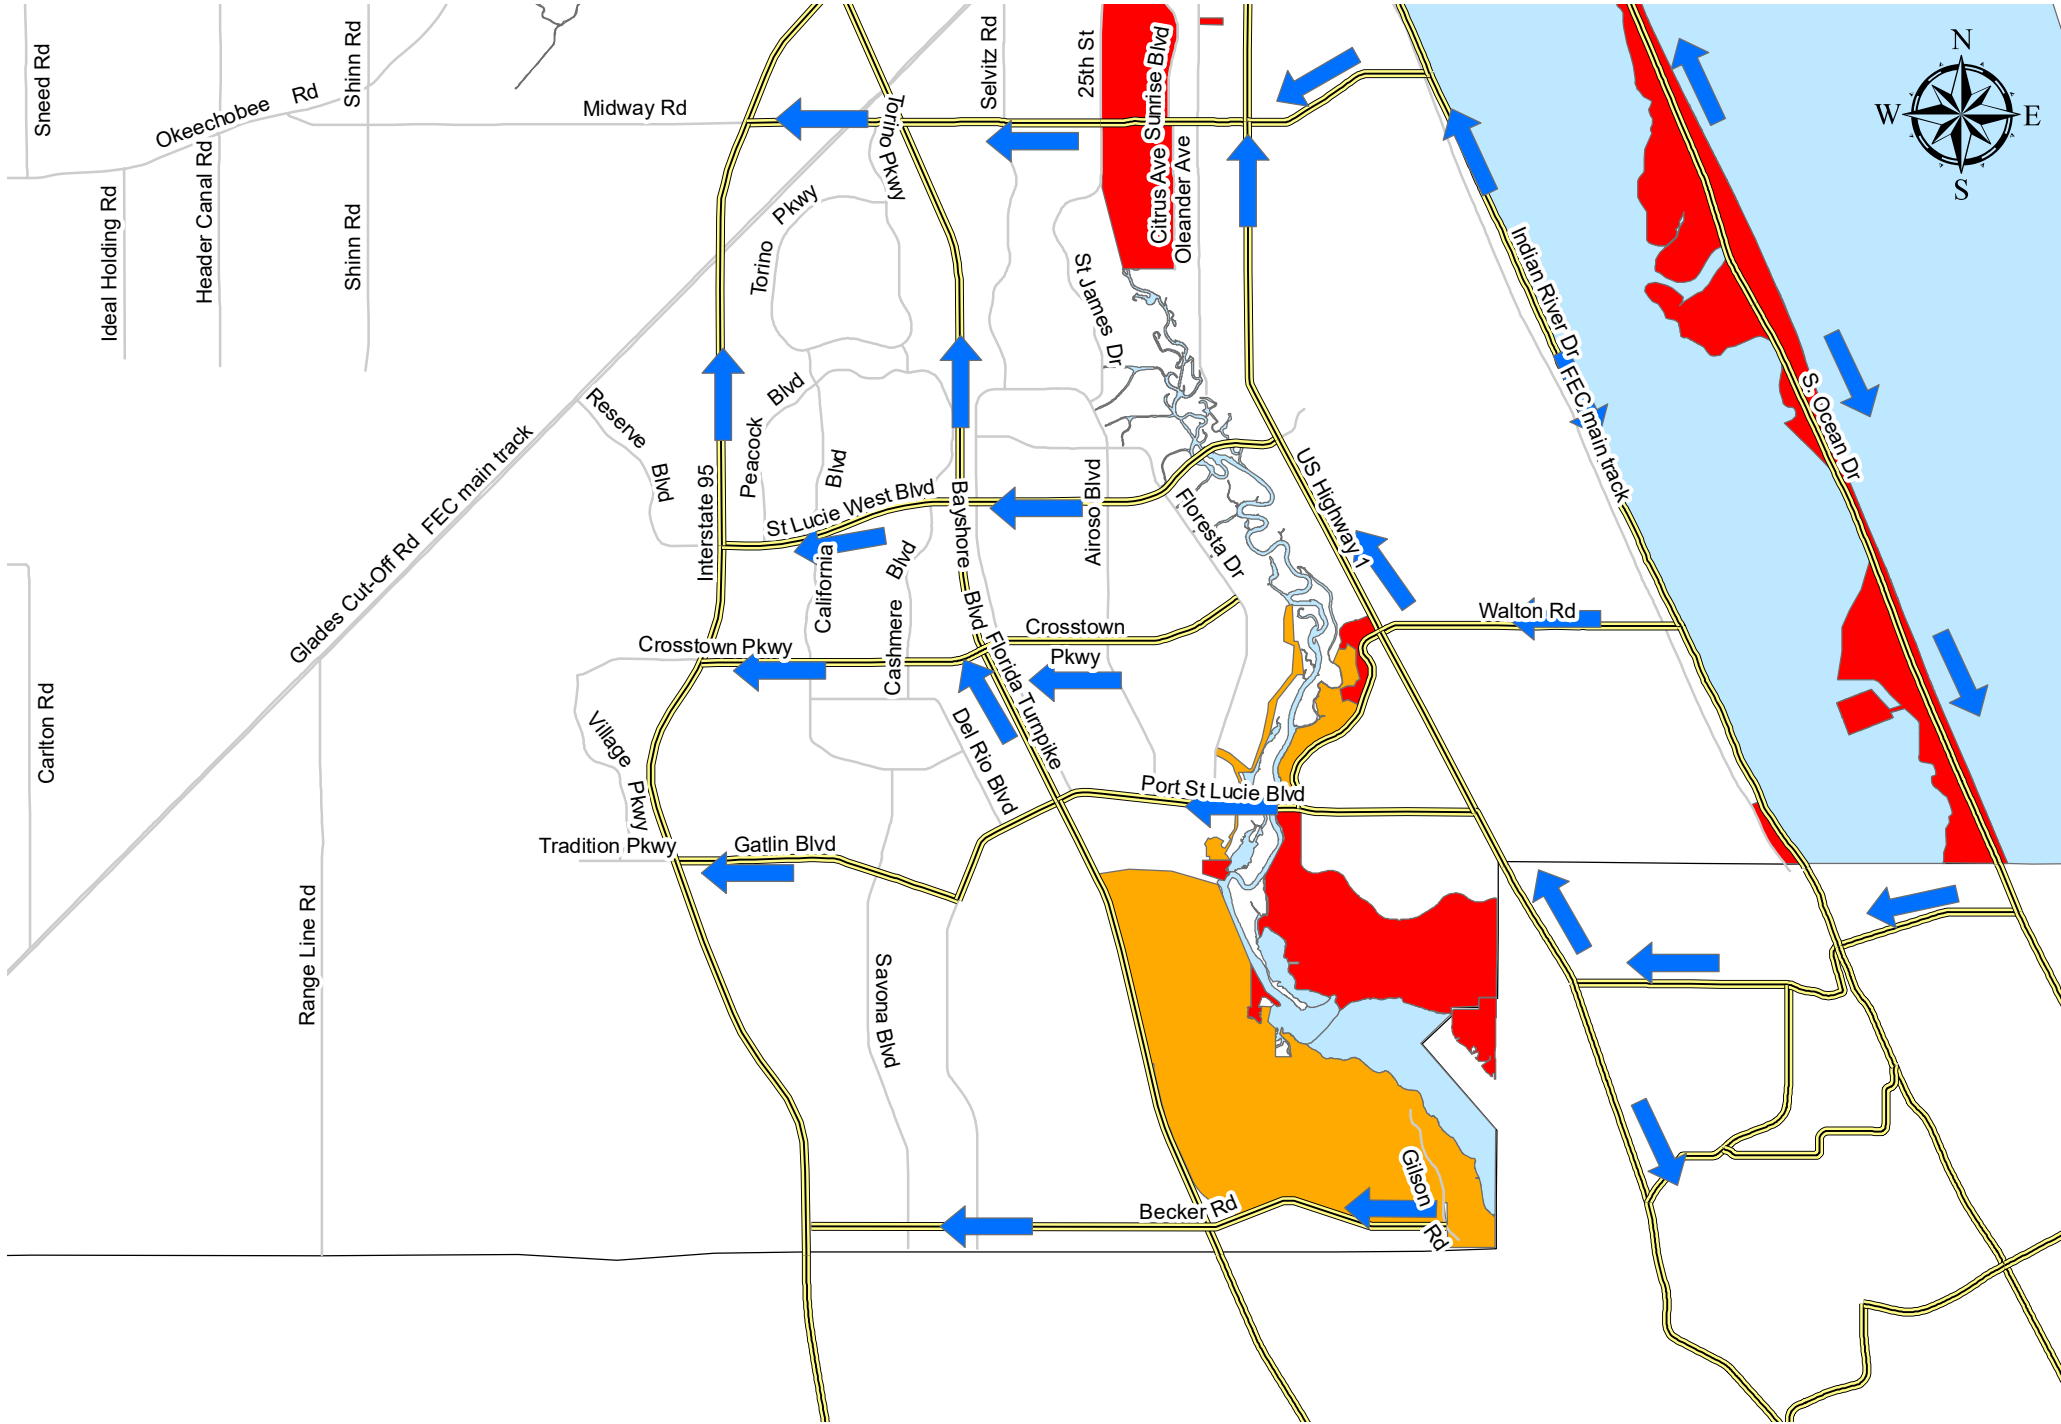 Sneed Rd
Okeechobee Rd
Shinn Rd
Midway Rd
Selvitz Rd
25th St
Citrus Ave Sunrise Blvd
Oleander Ave
N
W
E
S
Torino Pkwy
Ideal Holding Rd
Header Canal Rd
Shinn Rd
Torino Pkwy
St James Dr
Indian River Dr
FEC main track
S. Ocean Dr
Reserve Blvd
Peacock Blvd
Blvd
Glades Cut-Off Rd FEC main track
Interstate 95
St Lucie West Blvd
Bayshore Blvd
Airoso Blvd
Floresta Dr
US Highway 1
California
Cashmere Blvd
Walton Rd
Crosstown Pkwy
Crosstown
Pkwy
Florida Turnpike
Del Rio Blvd
Carlton Rd
Village Pkwy
Port St Lucie Blvd
Tradition Pkwy
Gatlin Blvd
Range Line Rd
Savona Blvd
Becker Rd
Gilson Rd